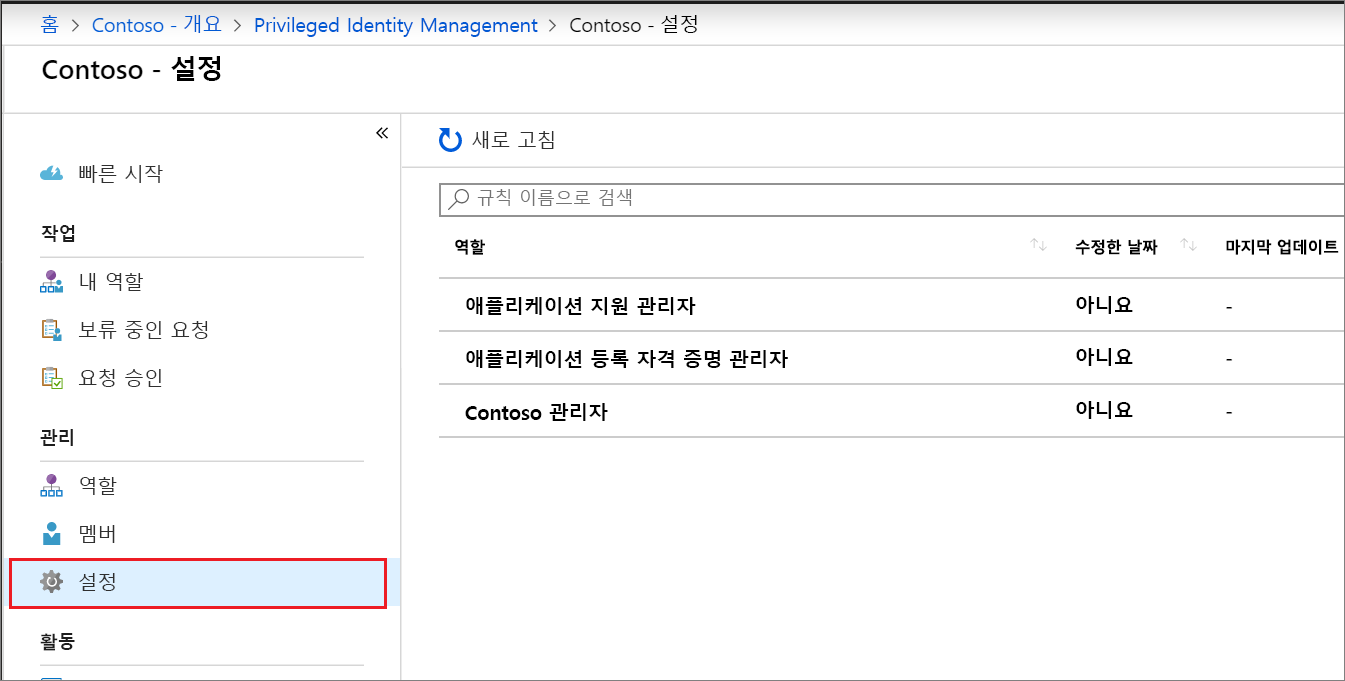 홈 > Contoso - 개요 > Privileged Identity Management > Contoso - 설정
Contoso - 설정
«
빠른 시작
작업
내 역할
보류 중인 요청
요청 승인
관리
역할
멤버
설정
활동
새로 고침
규칙 이름으로 검색
역할 ↑↓ 수정한 날짜 ↑↓ 마지막 업데이트
애플리케이션 지원 관리자 아니요 -
애플리케이션 등록 자격 증명 관리자 아니요 -
Contoso 관리자 아니요 -